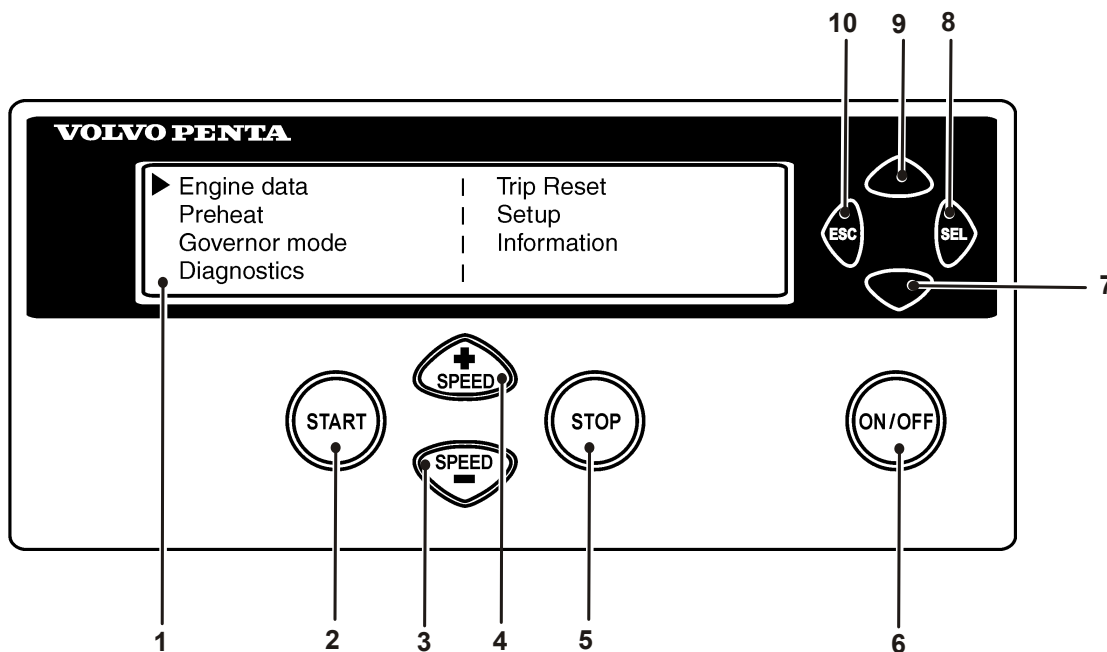 10 9 8
VOLVO PENTA
Engine data | Trip Reset
Preheat | Setup
Governor mode | Information
Diagnostics |
ESC SEL
7
+
SPEED
START STOP ON/OFF
SPEED
−
1 2 3 4 5 6